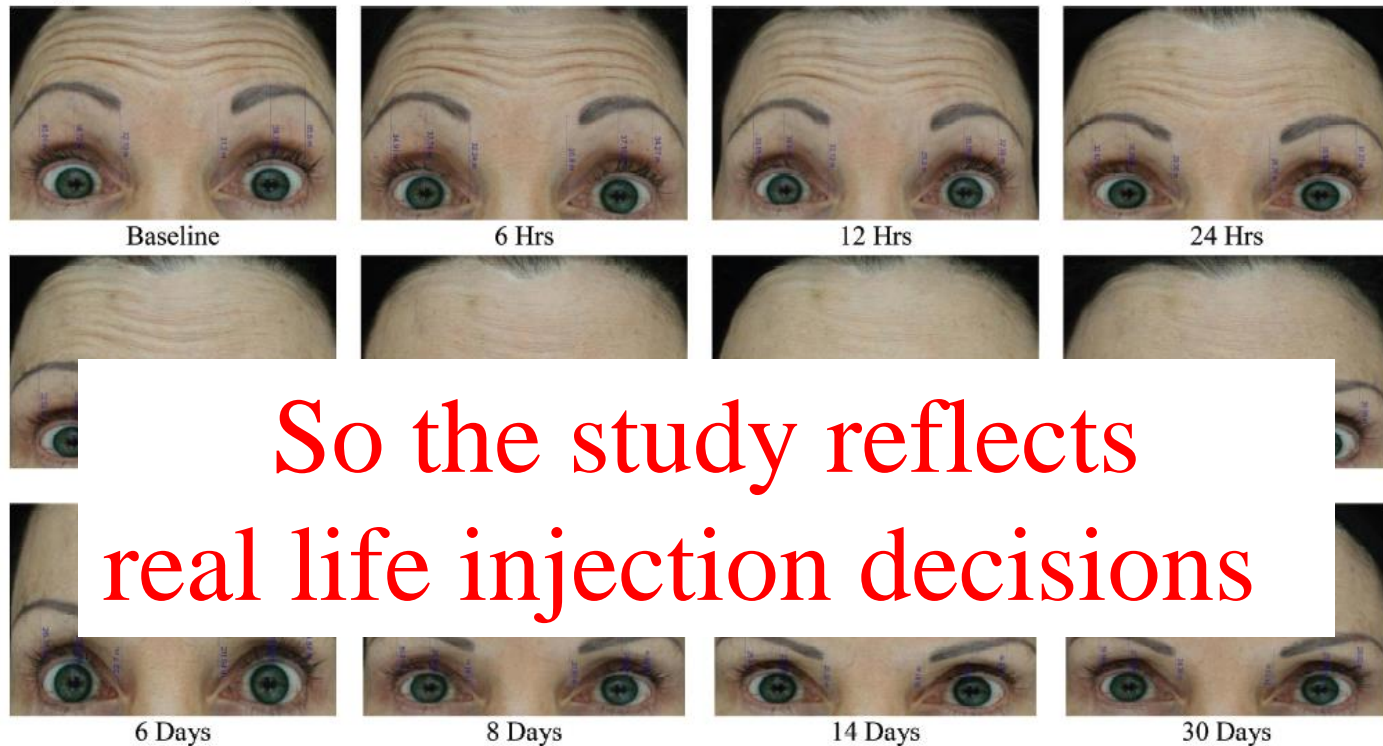 Baseline
6 Hrs
12 Hrs
24 Hrs
So the study reflects
real life injection decisions
6 Days
8 Days
14 Days
30 Days